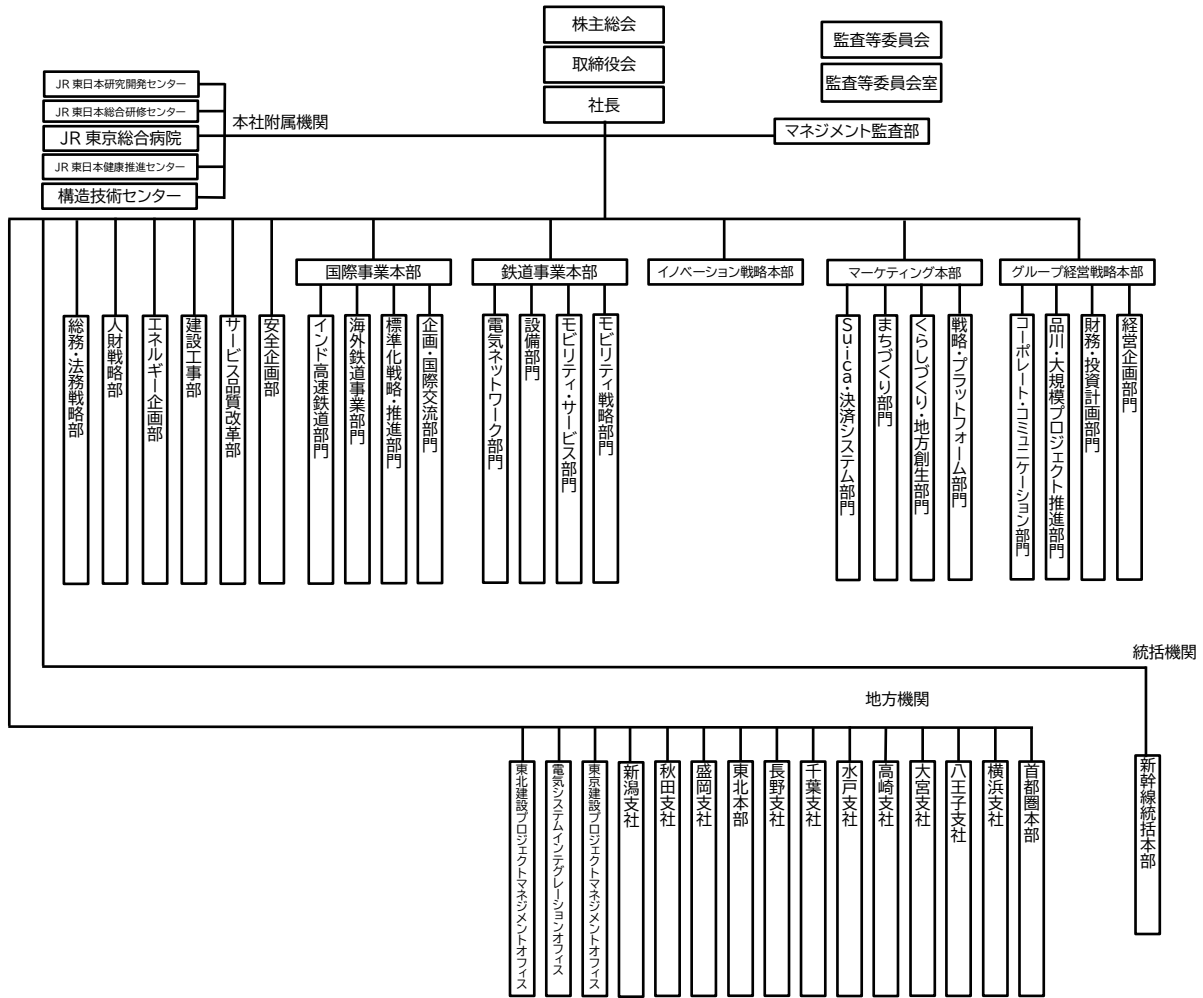 株主総会
取締役会
社長
監査等委員会
監査等委員会室
マネジメント監査部
本社附属機関
JR 東日本研究開発センター
JR 東日本総合研修センター
JR 東京総合病院
JR 東日本健康推進センター
構造技術センター
国際事業本部
鉄道事業本部
イノベーション戦略本部
マーケティング本部
グループ経営戦略本部
総務・法務戦略部
人財戦略部
エネルギー企画部
建設工事部
サービス品質改革部
安全企画部
インド高速鉄道部門
海外鉄道事業部門
標準化戦略・推進部門
企画・国際交流部門
電気ネットワーク部門
設備部門
モビリティ・サービス部門
モビリティ戦略部門
Suica・決済システム部門
まちづくり部門
くらしづくり・地方創生部門
戦略・プラットフォーム部門
コーポレート・コミュニケーション部門
品川・大規模プロジェクト推進部門
財務・投資計画部門
経営企画部門
統括機関
地方機関
東北建設プロジェクトマネジメントオフィス
電気システムインテグレーションオフィス
東京建設プロジェクトマネジメントオフィス
新潟支社
秋田支社
盛岡支社
東北本部
長野支社
千葉支社
水戸支社
高崎支社
大宮支社
八王子支社
横浜支社
首都圏本部
新幹線統括本部